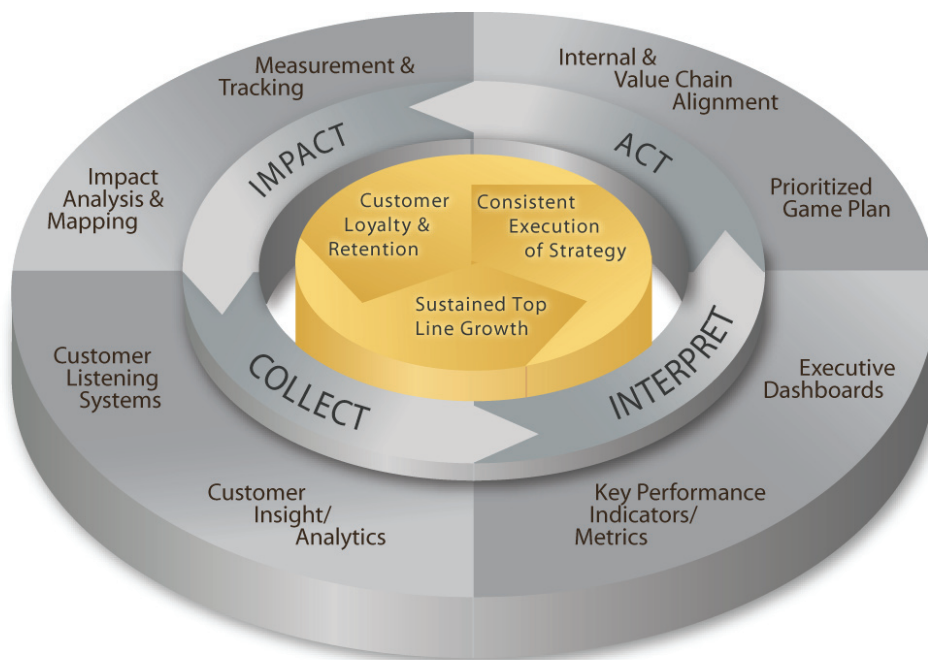 Measurement &
Tracking
Internal &
Value Chain
Alignment
IMPACT
ACT
Impact
Analysis &
Mapping
Prioritized
Game Plan
Customer
Loyalty &
Retention
Consistent
Execution
of Strategy
Sustained Top
Line Growth
Customer
Listening
Systems
COLLECT
INTERPRET
Executive
Dashboards
Customer
Insight/
Analytics
Key Performance
Indicators/
Metrics